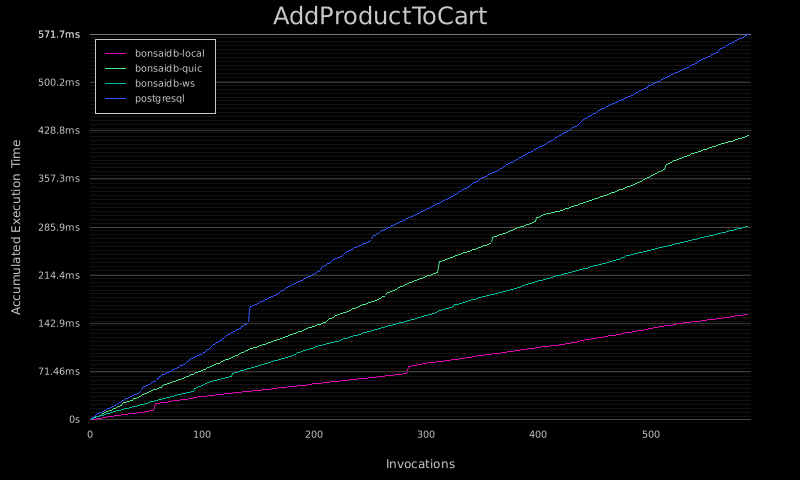 AddProductToCart
571.7ms
500.2ms
428.8ms
357.3ms
285.9ms
214.4ms
142.9ms
71.46ms
0s
Accumulated Execution Time
bonsaidb-local
bonsaidb-quic
bonsaidb-ws
postgresql
0 100 200 300 400 500
Invocations